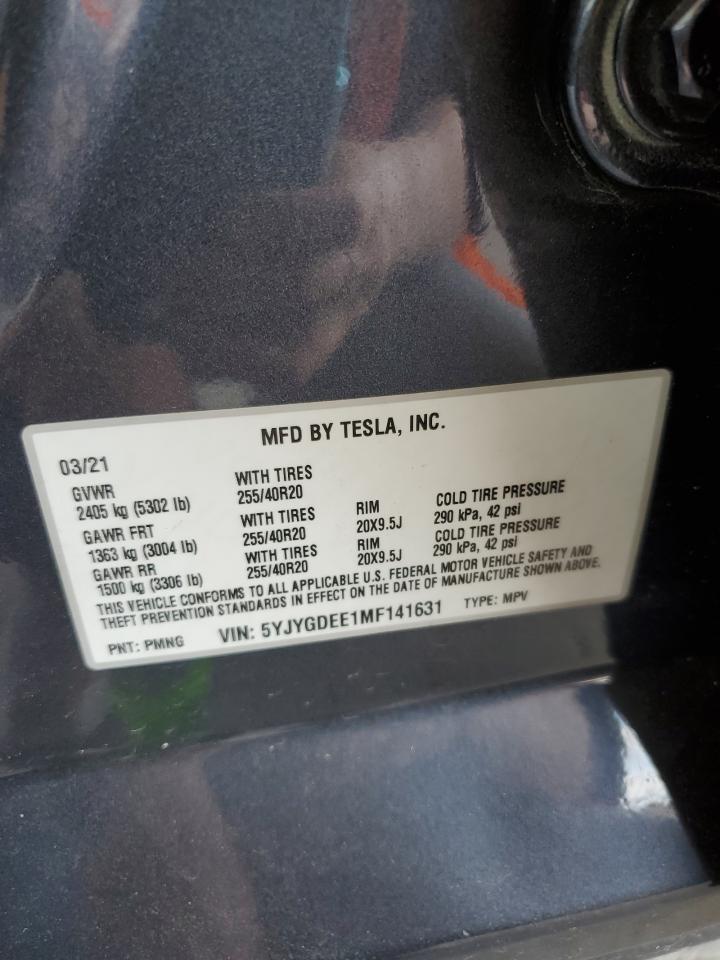 MFD BY TESLA, INC.
03/21
GVWR WITH TIRES
2405 kg (5302 lb) 255/40R20
GAWR FRT WITH TIRES RIM COLD TIRE PRESSURE
1363 kg (3004 lb) 255/40R20 20X9.5J 290 kPa, 42 psi
GAWR RR WITH TIRES RIM COLD TIRE PRESSURE
1500 kg (3306 lb) 255/40R20 20X9.5J 290 kPa, 42 psi
THIS VEHICLE CONFORMS TO ALL APPLICABLE U.S. FEDERAL MOTOR VEHICLE SAFETY AND
THEFT PREVENTION STANDARDS IN EFFECT ON THE DATE OF MANUFACTURE SHOWN ABOVE.
PNT: PMNG VIN: 5YJYGDEE1MF141631 TYPE: MPV